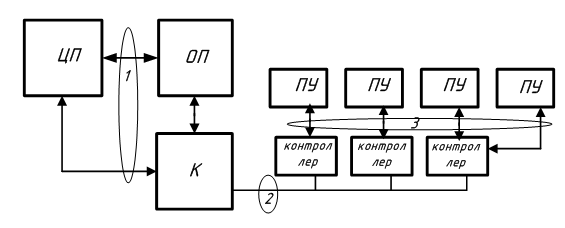 ЦП
1
ОП
ПУ
ПУ
ПУ
ПУ
3
контрол
лер
контрол
лер
контрол
лер
К
2